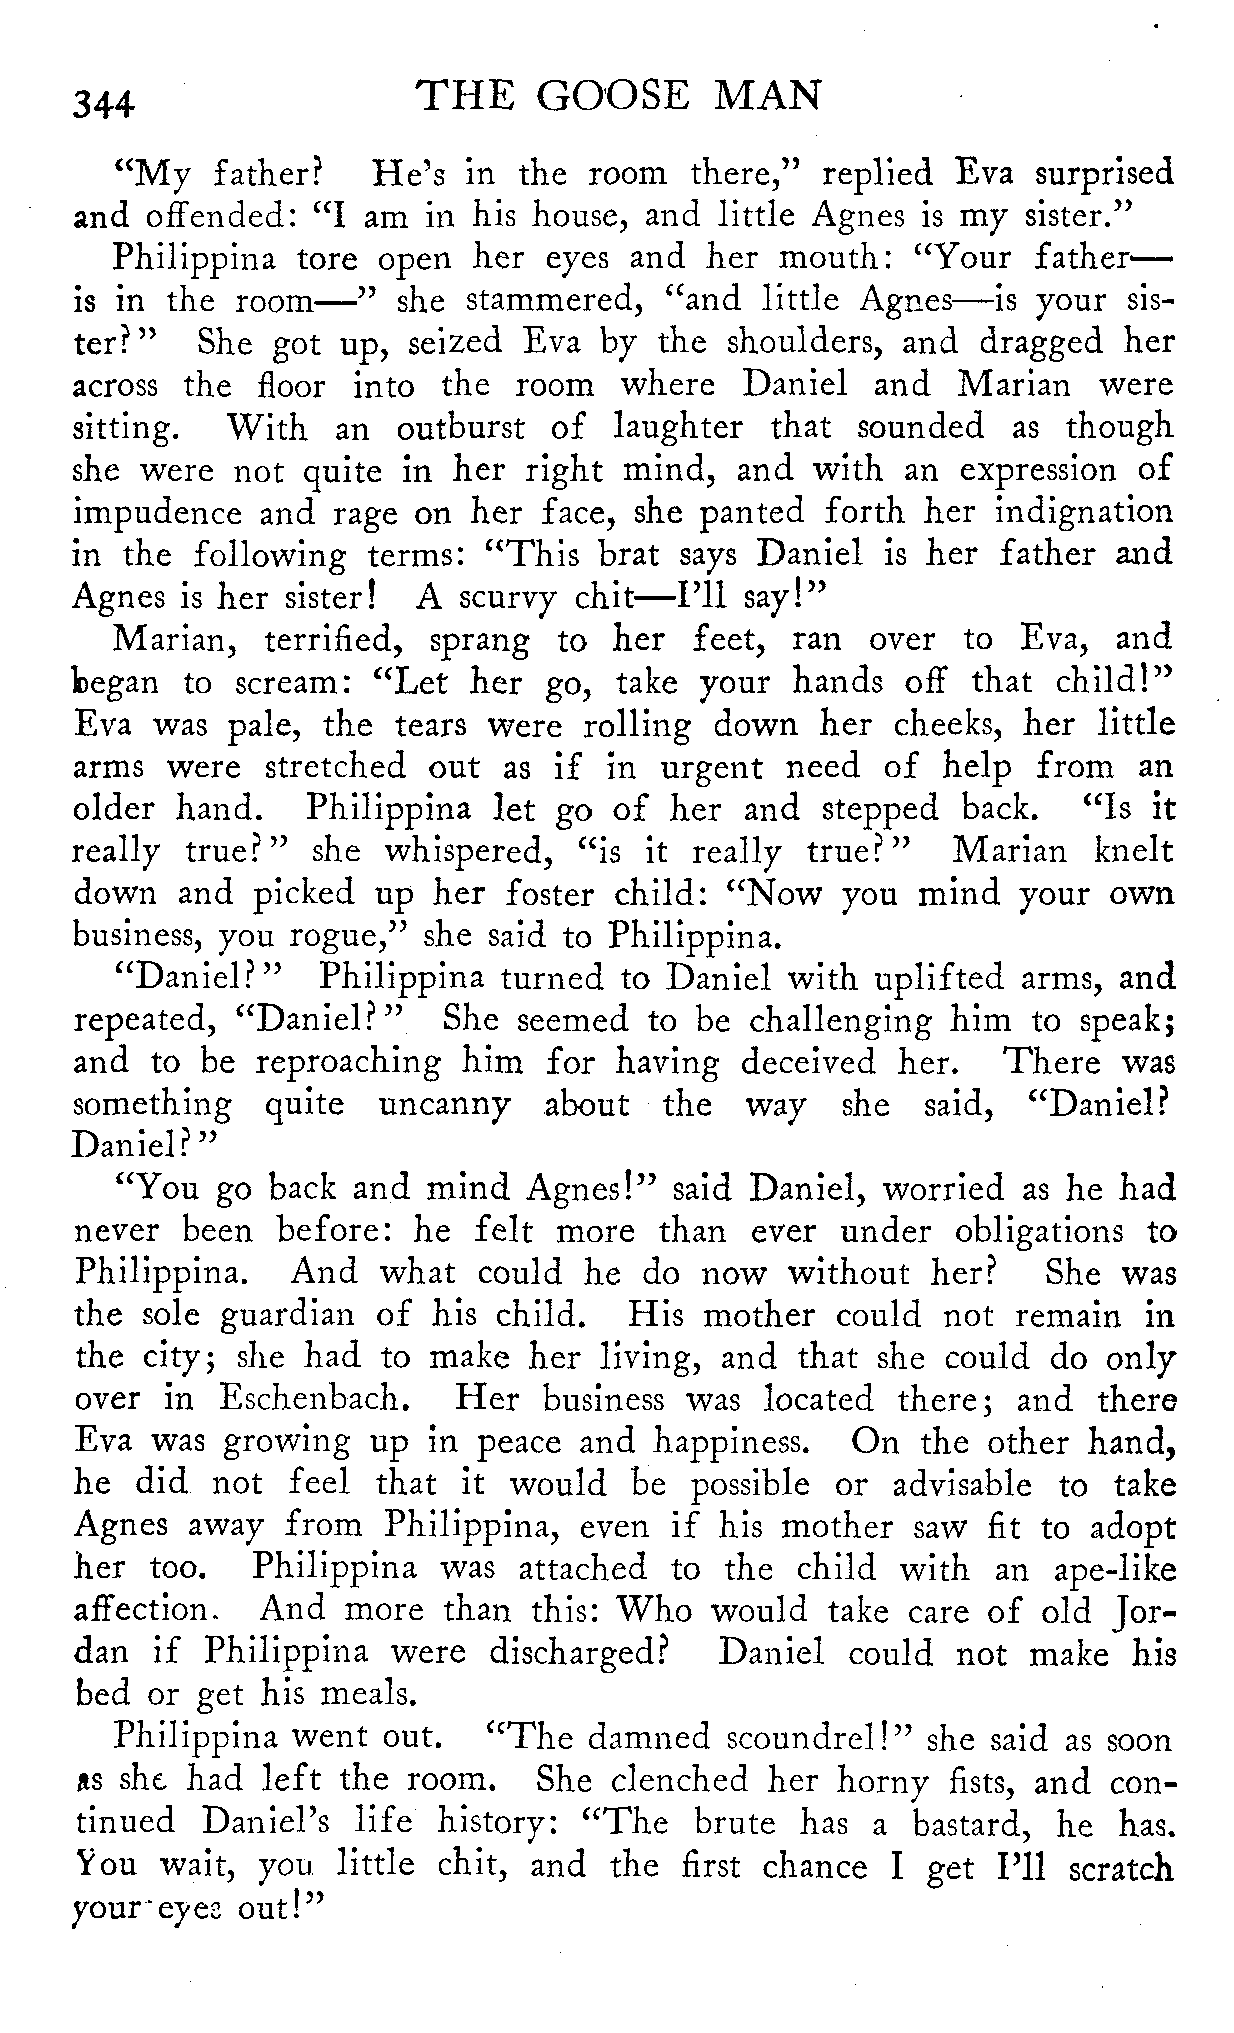 344 THE GOOSE MAN
“My father? He’s in the room there,” replied Eva surprised
and offended: “I am in his house, and little Agnes is my sister.”
Philippina tore open her eyes and her mouth: “Your father—
is in the room—” she stammered, “and little Agnes—is your sis-
ter?” She got up, seized Eva by the shoulders, and dragged her
across the floor into the room where Daniel and Marian were
sitting. With an outburst of laughter that sounded as though
she were not quite in her right mind, and with an expression of
impudence and rage on her face, she panted forth her indignation
in the following terms: “This brat says Daniel is her father and
Agnes is her sister! A scurvy chit—I’ll say!”
Marian, terrified, sprang to her feet, ran over to Eva, and
began to scream: “Let her go, take your hands off that child!”
Eva was pale, the tears were rolling down her cheeks, her little
arms were stretched out as if in urgent need of help from an
older hand. Philippina let go of her and stepped back. “Is it
really true?” she whispered, “is it really true?” Marian knelt
down and picked up her foster child: “Now you mind your own
business, you rogue,” she said to Philippina.
“Daniel?” Philippina turned to Daniel with uplifted arms, and
repeated, “Daniel?” She seemed to be challenging him to speak;
and to be reproaching him for having deceived her. There was
something quite uncanny about the way she said, “Daniel?
Daniel?”
“You go back and mind Agnes!” said Daniel, worried as he had
never been before: he felt more than ever under obligations to
Philippina. And what could he do now without her? She was
the sole guardian of his child. His mother could not remain in
the city; she had to make her living, and that she could do only
over in Eschenbach. Her business was located there; and there
Eva was growing up in peace and happiness. On the other hand,
he did not feel that it would be possible or advisable to take
Agnes away from Philippina, even if his mother saw fit to adopt
her too. Philippina was attached to the child with an ape-like
affection. And more than this: Who would take care of old Jor-
dan if Philippina were discharged? Daniel could not make his
bed or get his meals.
Philippina went out. “The damned scoundrel!” she said as soon
as she had left the room. She clenched her horny fists, and con-
tinued Daniel’s life history: “The brute has a bastard, he has.
You wait, you little chit, and the first chance I get I’ll scratch
your eyes out!”